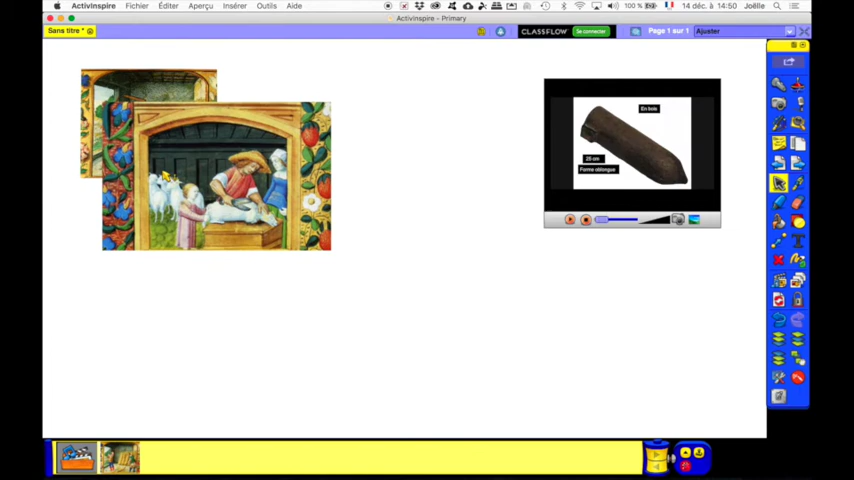 ActivInspire Fichier Éditer Aperçu Insérer Outils Aide 100 % 14 déc. à 14:50 Joëlle
ActivInspire - Primary
Sans titre * CLASSFLOW Se connecter Page 1 sur 1 Ajuster
En bois
25 cm
Forme oblongue